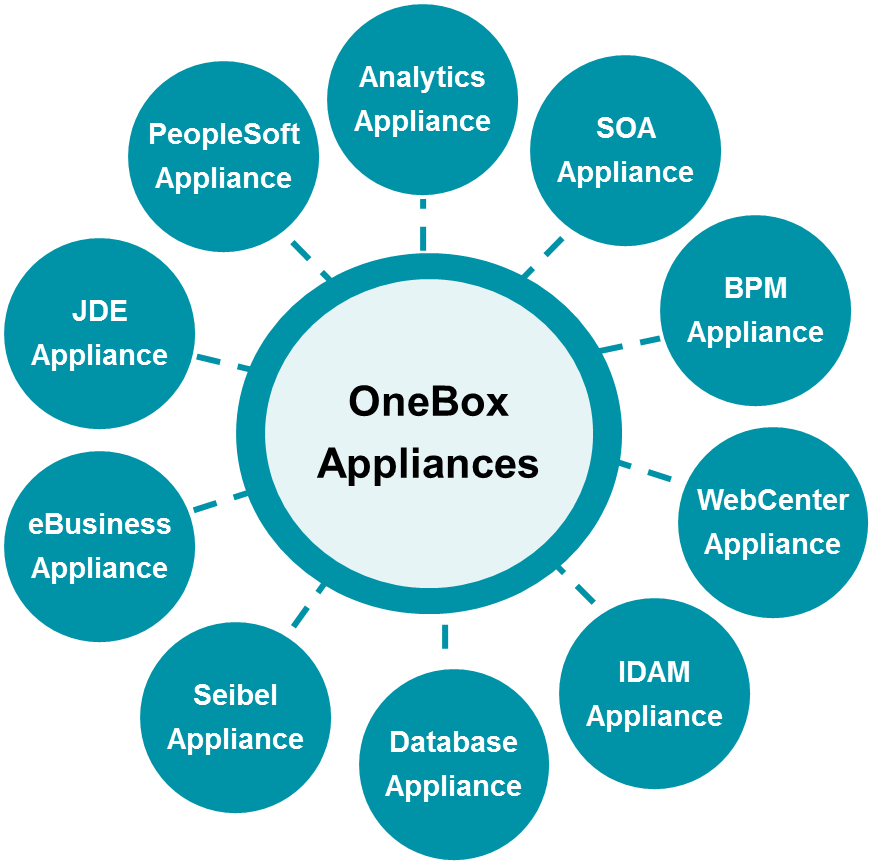 Analytics
Appliance
SOA
Appliance
BPM
Appliance
WebCenter
Appliance
IDAM
Appliance
Database
Appliance
Seibel
Appliance
eBusiness
Appliance
JDE
Appliance
PeopleSoft
Appliance
OneBox
Appliances